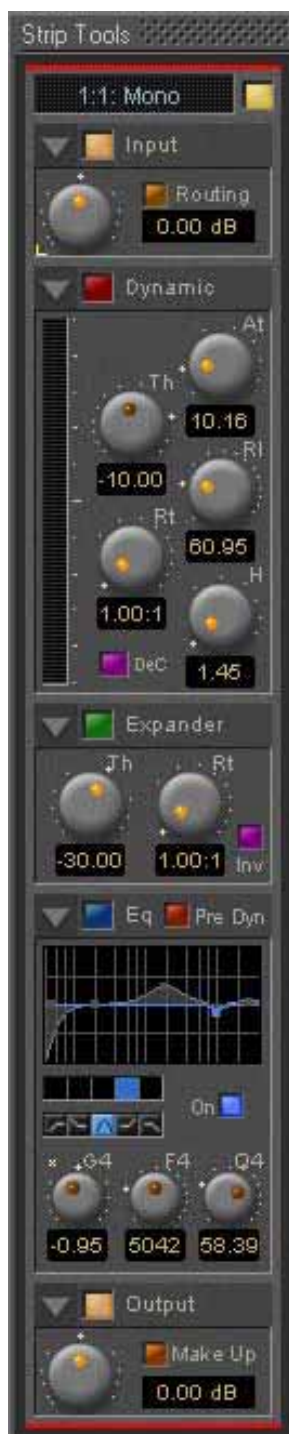 Strip Tools
1:1: Mono
Input
Routing
0.00 dB
Dynamic
At
Th
10.16
-10.00
Rl
Rt
60.95
1.00:1
H
DeC
1.45
Expander
Th Rt
-30.00 1.00:1
Inv
Eq Pre Dyn
On
G4 F4 Q4
-0.95 5042 58.39
Output
Make Up
0.00 dB